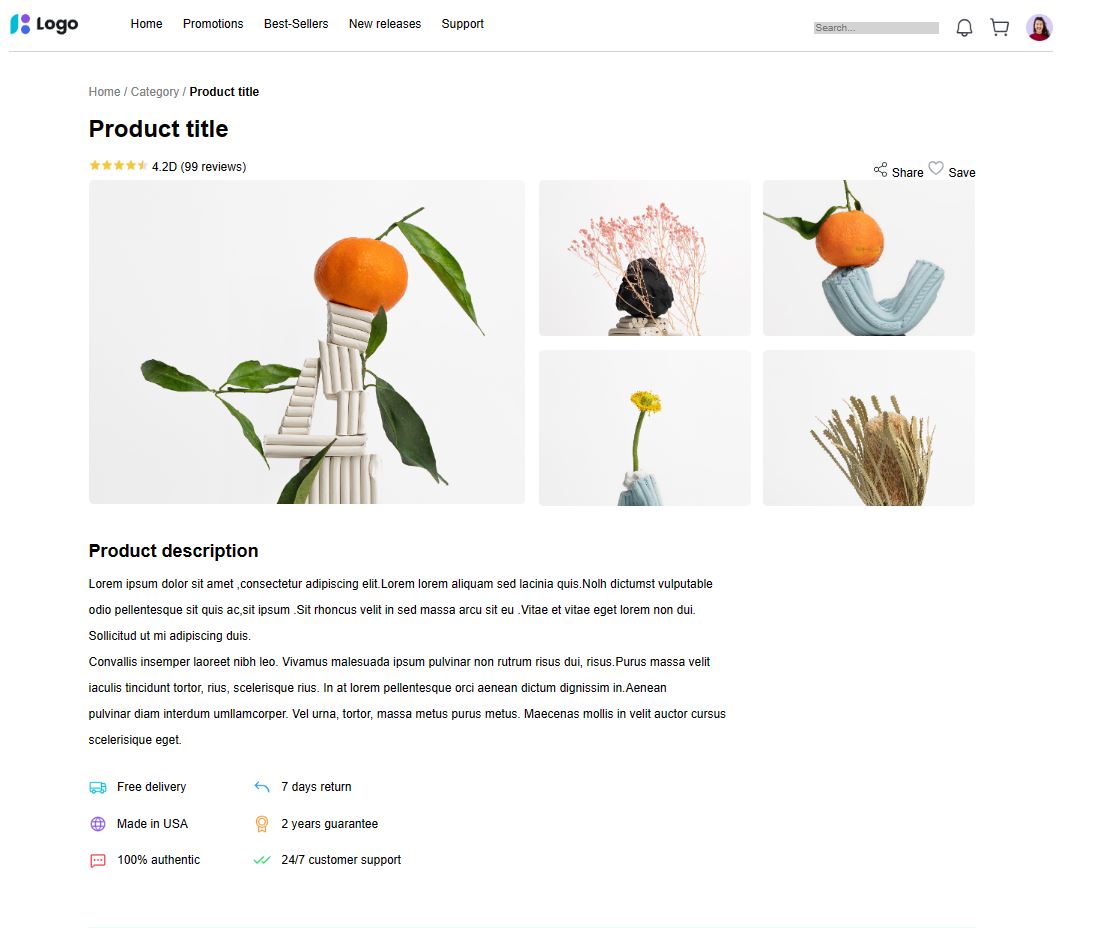 Logo
Home Promotions Best-Sellers New releases Support
Search...
Home / Category / Product title
Product title
4.2D (99 reviews)
Share Save
Product description
Lorem ipsum dolor sit amet ,consectetur adipiscing elit.Lorem lorem aliquam sed lacinia quis.Nolh dictumst vulputable
odio pellentesque sit quis ac,sit ipsum .Sit rhoncus velit in sed massa arcu sit eu .Vitae et vitae eget lorem non dui.
Sollicitud ut mi adipiscing duis.
Convallis insemper laoreet nibh leo. Vivamus malesuada ipsum pulvinar non rutrum risus dui, risus.Purus massa velit
iaculis tincidunt tortor, rius, scelerisque rius. In at lorem pellentesque orci aenean dictum dignissim in.Aenean
pulvinar diam interdum umllamcorper. Vel urna, tortor, massa metus purus metus. Maecenas mollis in velit auctor cursus
scelerisque eget.
Free delivery 7 days return
Made in USA 2 years guarantee
100% authentic 24/7 customer support